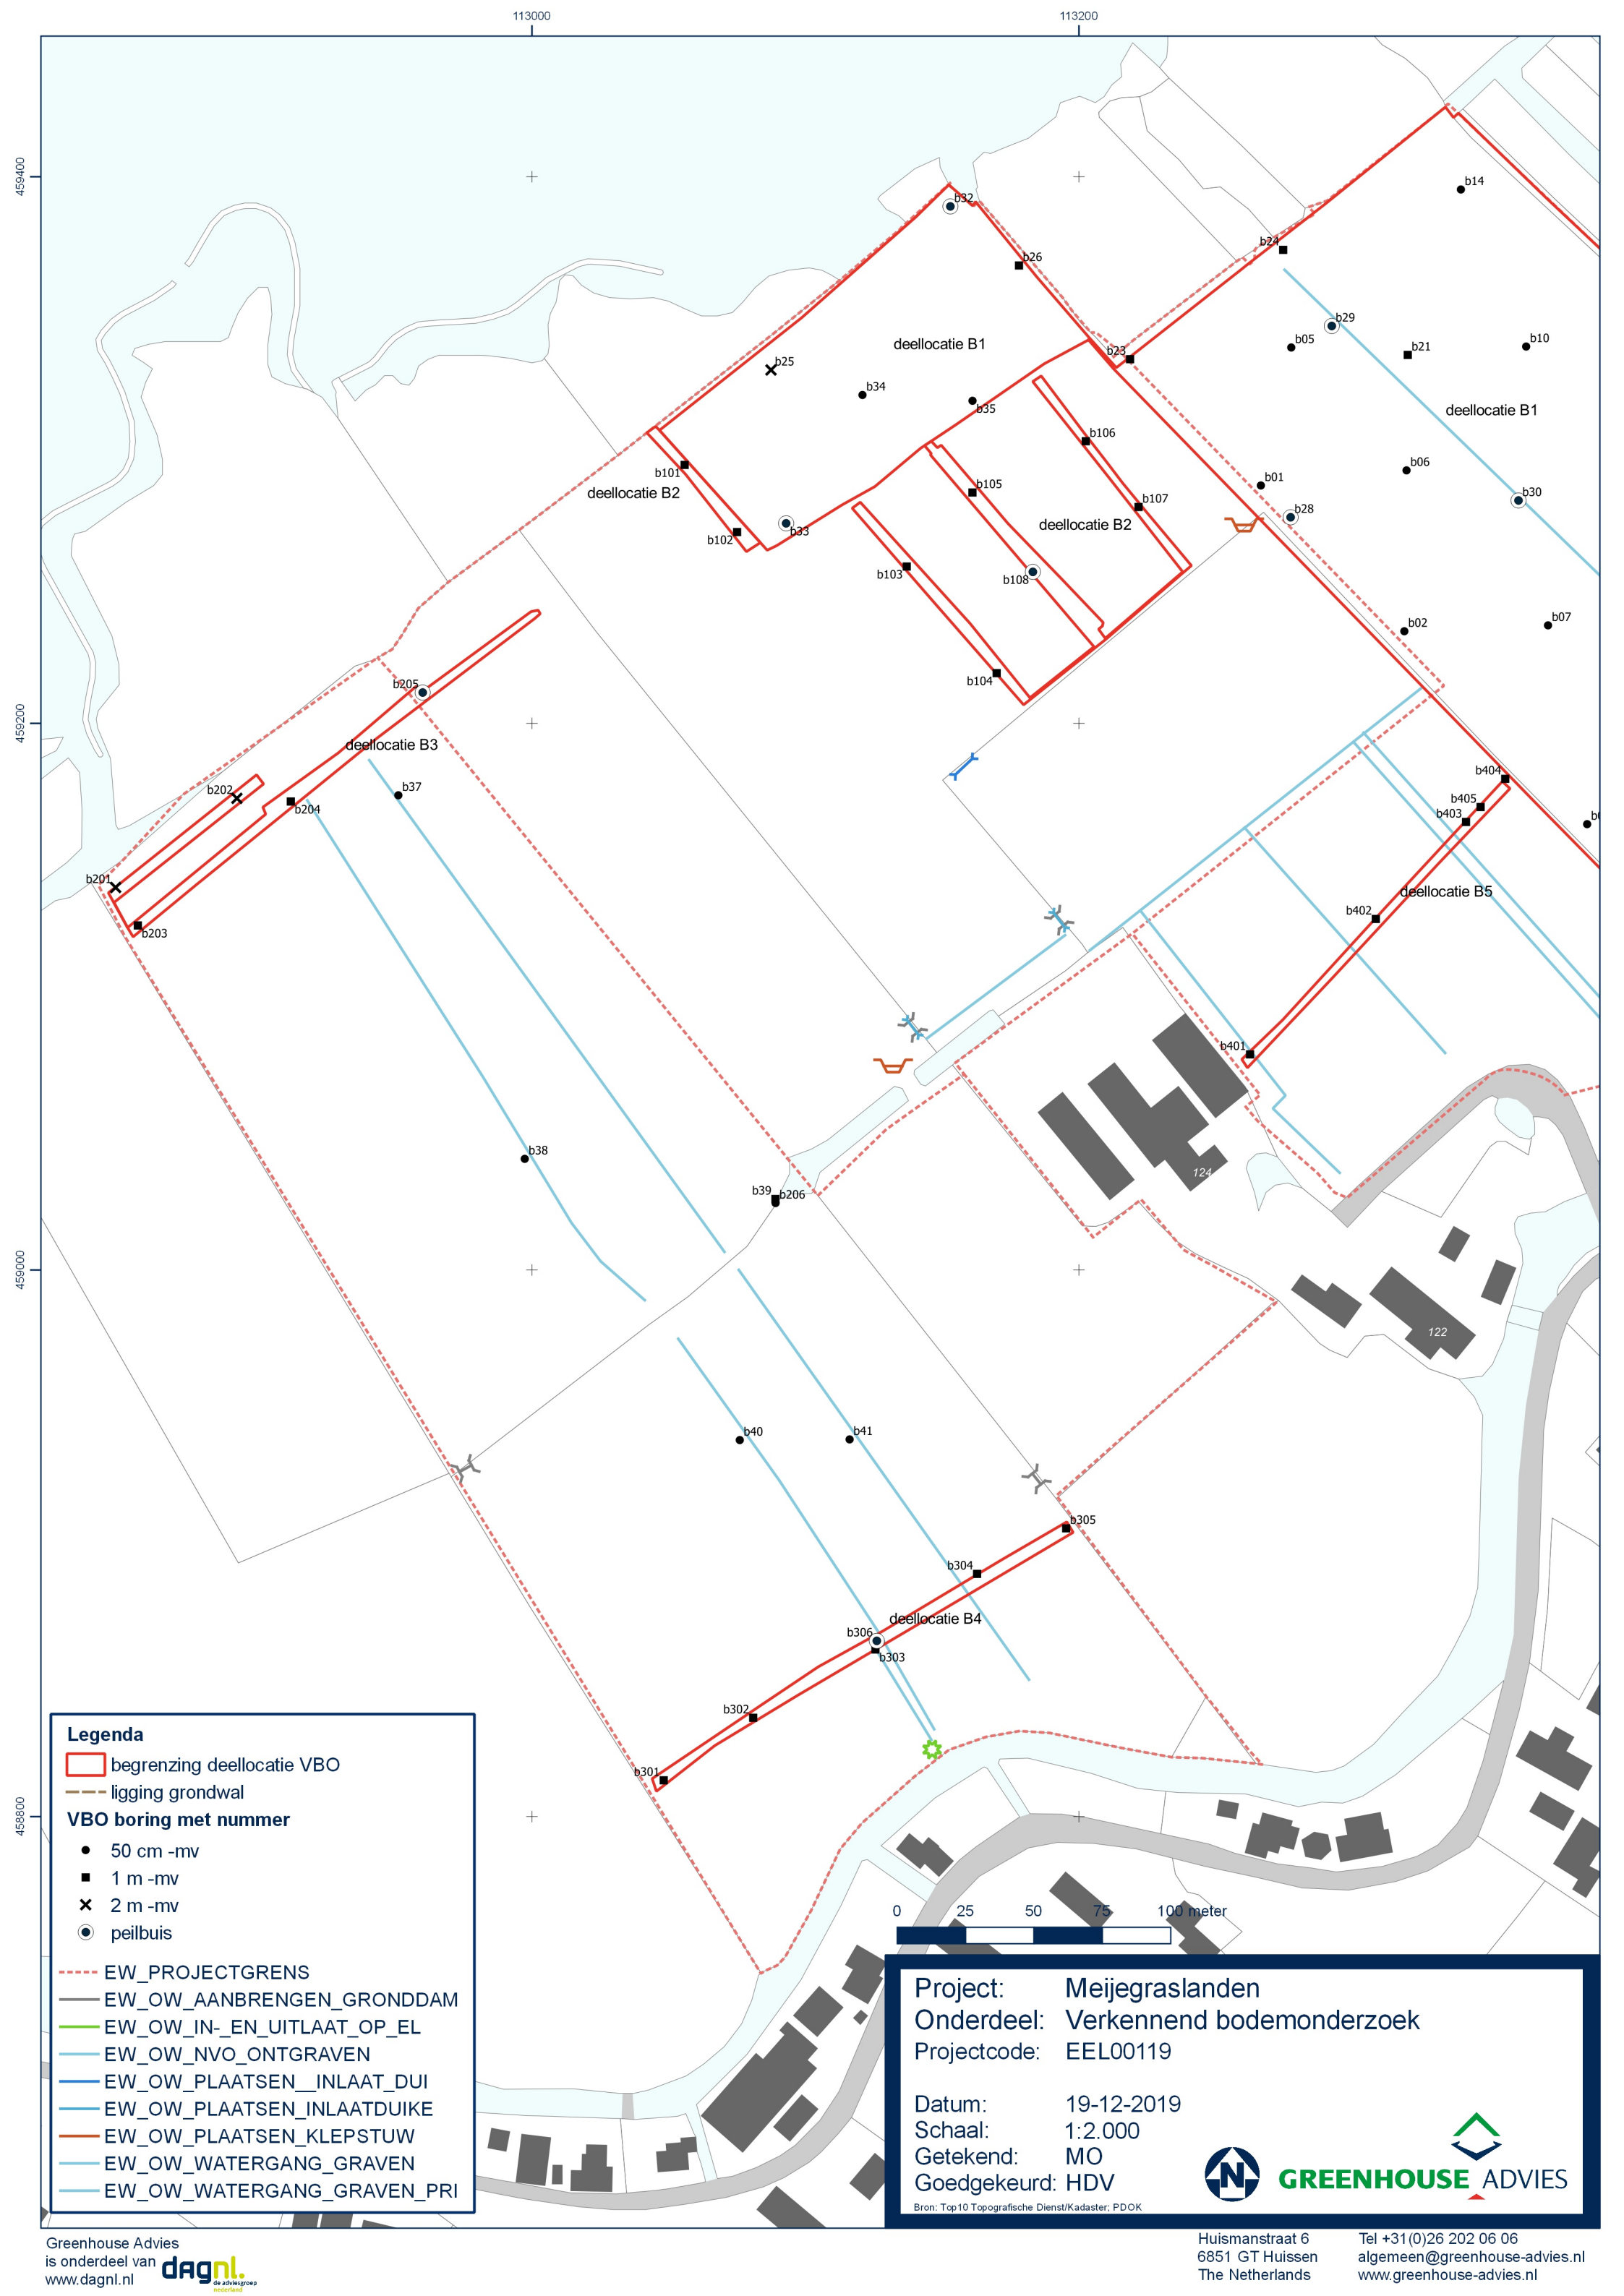 113000
113200
459400
459200
459000
458800
b14
b32
b24
b26
b29
b05
b21
b10
deellocatie B1
b23
b25
b34
b35
deellocatie B1
b106
b101
b06
b01
deellocatie B2
b105
b30
b107
b28
b33
b102
deellocatie B2
b103
b108
b02
b07
b104
b205
deellocatie B3
b404
b202
b37
b204
b405
b403
deellocatie B5
b201
b402
b203
b401
b38
124
b39
b206
122
b40
b41
b305
b304
deellocatie B4
b306
b303
b302
b301
Legenda
begrenzing deellocatie VBO
ligging grondwal
VBO boring met nummer
50 cm -mv
1 m -mv
2 m -mv
peilbuis
EW_PROJECTGRENS
EW_OW_AANBRENGEN_GRONDDAM
EW_OW_IN-_EN_UITLAAT_OP_EL
EW_OW_NVO_ONTGRAVEN
EW_OW_PLAATSEN__INLAAT_DUI
EW_OW_PLAATSEN_INLAATDUIKE
EW_OW_PLAATSEN_KLEPSTUW
EW_OW_WATERGANG_GRAVEN
EW_OW_WATERGANG_GRAVEN_PRI
0 25 50 75 100 meter
Project: Meijegraslanden
Onderdeel: Verkennend bodemonderzoek
Projectcode: EEL00119
Datum: 19-12-2019
Schaal: 1:2.000
Getekend: MO
Goedgekeurd: HDV
Bron: Top10 Topografische Dienst/Kadaster; PDOK
N
GREENHOUSE ADVIES
Greenhouse Advies
is onderdeel van
www.dagnl.nl
dagnl.
de adviesgroep
nederland
Huismanstraat 6
6851 GT Huissen
The Netherlands
Tel +31(0)26 202 06 06
algemeen@greenhouse-advies.nl
www.greenhouse-advies.nl